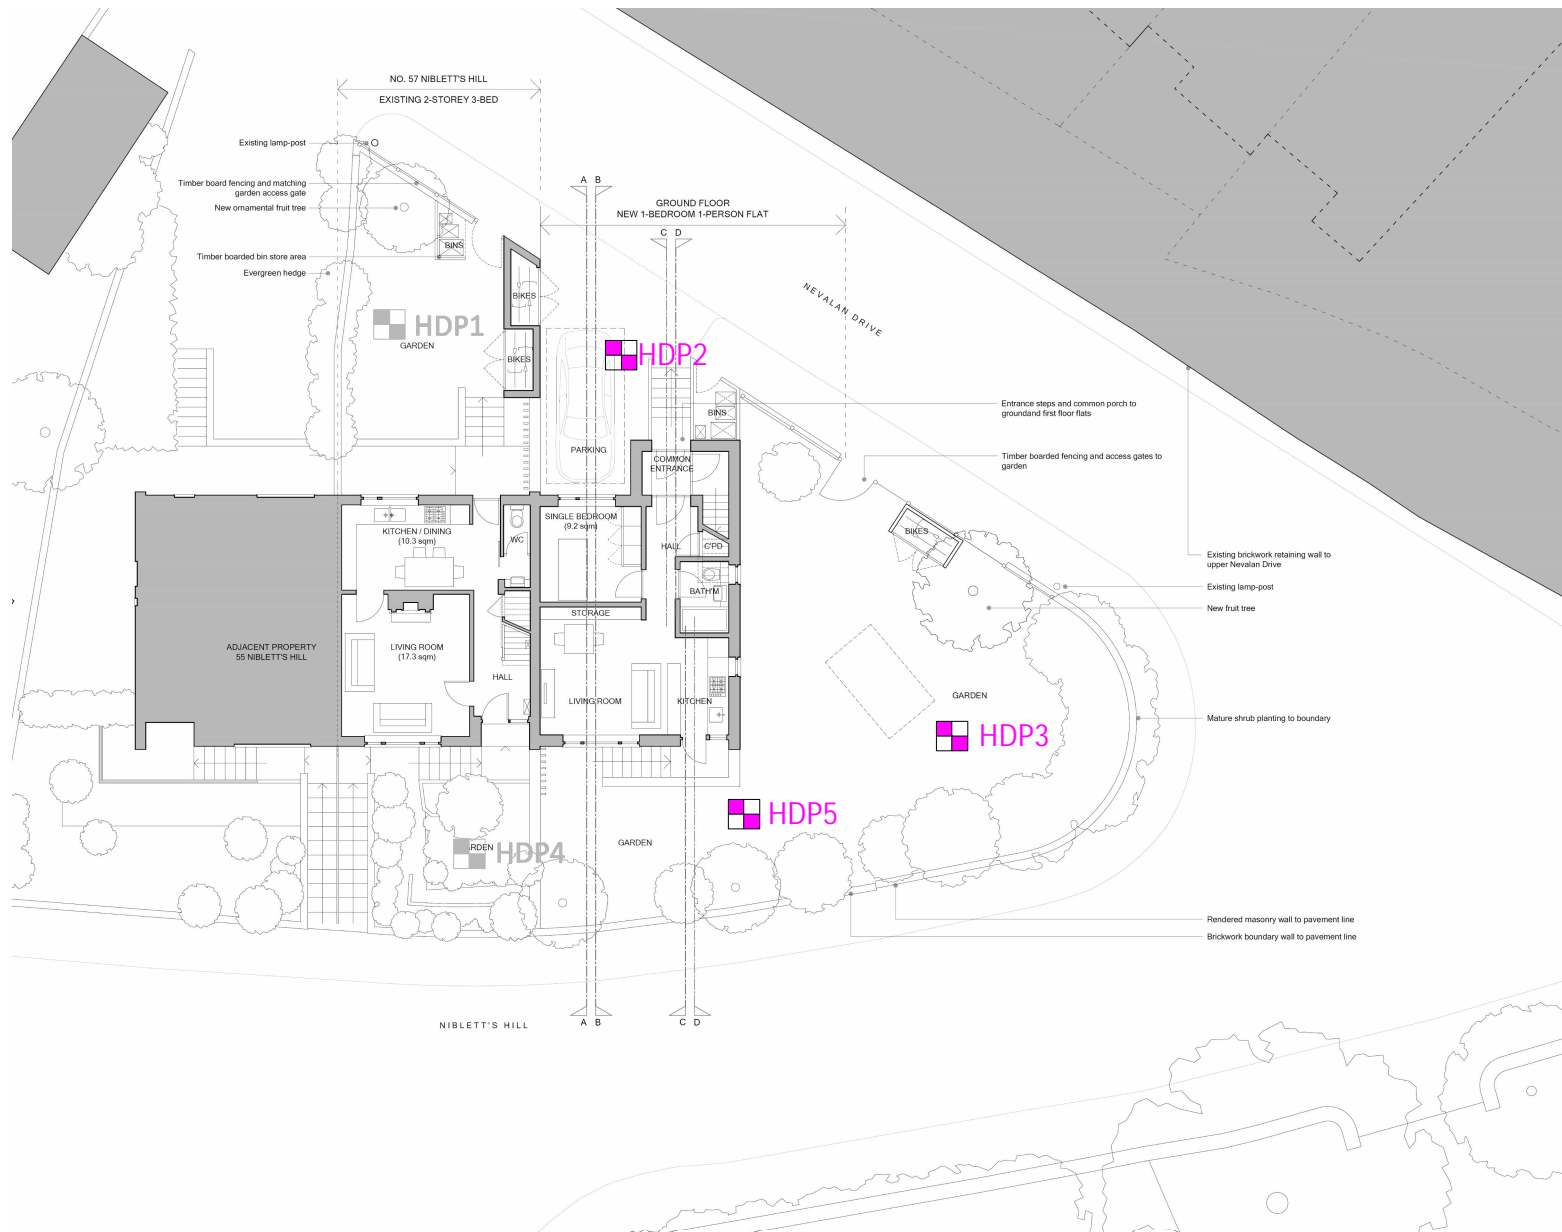 NO. 57 NIBLETT'S HILL
EXISTING 2-STOREY 3-BED
Existing lamp-post
Timber board fencing and matching
garden access gate
New ornamental fruit tree
BINS
Timber boarded bin store area
Evergreen hedge
A B
GROUND FLOOR
NEW 1-BEDROOM 1-PERSON FLAT
C D
BIKES
NEVALAN DRIVE
HDP1
GARDEN
BIKES
HDP2
BINS
Entrance steps and common porch to
groundand first floor flats
PARKING
COMMON
ENTRANCE
Timber boarded fencing and access gates to
garden
KITCHEN / DINING
(10.3 sqm)
WC
SINGLE BEDROOM
(9.2 sqm)
HALL
C'PD
BIKES
Existing brickwork retaining wall to
upper Nevalan Drive
Existing lamp-post
BATH'M
New fruit tree
STORAGE
ADJACENT PROPERTY
55 NIBLETT'S HILL
LIVING ROOM
(17.3 sqm)
HALL
LIVING ROOM
KITCHEN
GARDEN
Mature shrub planting to boundary
HDP3
HDP5
RDEN
HDP4
GARDEN
Rendered masonry wall to pavement line
Brickwork boundary wall to pavement line
NIBLETT'S HILL
A B
C D